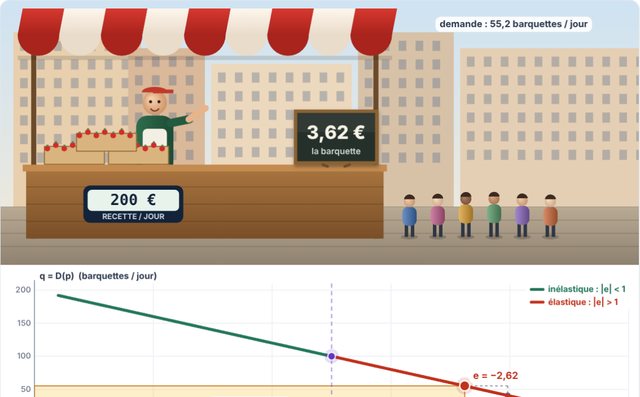 demande : 55,2 barquettes / jour
3,62 €
la barquette
200 €
RECETTE / JOUR
q = D(p) (barquettes / jour)
inélastique : |e| < 1
élastique : |e| > 1
200
150
100
50
e = −2,62